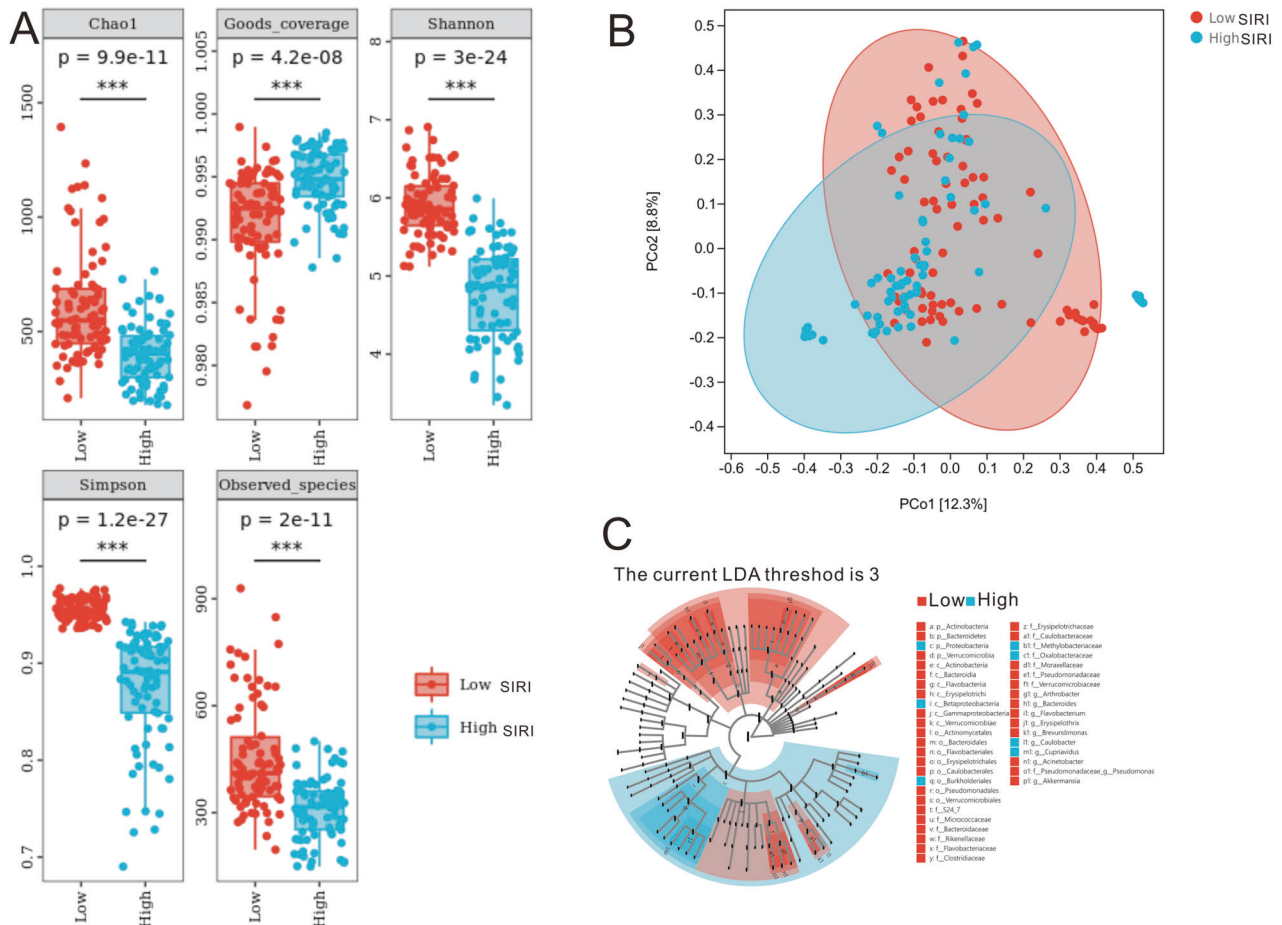 A
Chao1
Goods_coverage
Shannon
p = 9.9e-11
p = 4.2e-08
p = 3e-24
***
***
***
1500
1000
500
1.005
1.000
0.995
0.990
0.985
0.980
8
7
6
5
4
Low
High
Low
High
Low
High
Simpson
Observed_species
p = 1.2e-27
p = 2e-11
***
***
1.0
0.9
0.8
0.7
900
600
300
Low
High
Low
High
Low SIRI
High SIRI
B
Low SIRI
High SIRI
PCo2 [8.8%]
0.5
0.4
0.3
0.2
0.1
0.0
-0.1
-0.2
-0.3
-0.4
-0.6
-0.5
-0.4
-0.3
-0.2
-0.1
0.0
0.1
0.2
0.3
0.4
0.5
PCo1 [12.3%]
C
The current LDA threshod is 3
Low High
a: p__Actinobacteria
b: p__Bacteroidetes
c: p__Proteobacteria
d: p__Verrucomicrobia
e: c__Actinobacteria
f: c__Bacteroidia
g: c__Flavobacteriia
h: c__Erysipelotrichi
i: c__Betaproteobacteria
j: c__Gammaproteobacteria
k: c__Verrucomicrobiae
l: o__Actinomycetales
m: o__Bacteroidales
n: o__Flavobacteriales
o: o__Erysipelotrichales
p: o__Caulobacterales
q: o__Burkholderiales
r: o__Pseudomonadales
s: o__Verrucomicrobiales
t: f__S24_7
u: f__Micrococcaceae
v: f__Bacteroidaceae
w: f__Rikenellaceae
x: f__Flavobacteriaceae
y: f__Clostridiaceae
z: f__Erysipelotrichaceae
a1: f__Caulobacteraceae
b1: f__Methylobacteriaceae
c1: f__Oxalobacteraceae
d1: f__Moraxellaceae
e1: f__Pseudomonadaceae
f1: f__Verrucomicrobiaceae
g1: g__Arthrobacter
h1: g__Bacteroides
i1: g__Flavobacterium
j1: g__Erysipelothrix
k1: g__Brevundimonas
l1: g__Caulobacter
m1: g__Cupriavidus
n1: g__Acinetobacter
o1: f__Pseudomonadaceae_g__Pseudomonas
p1: g__Akkermansia